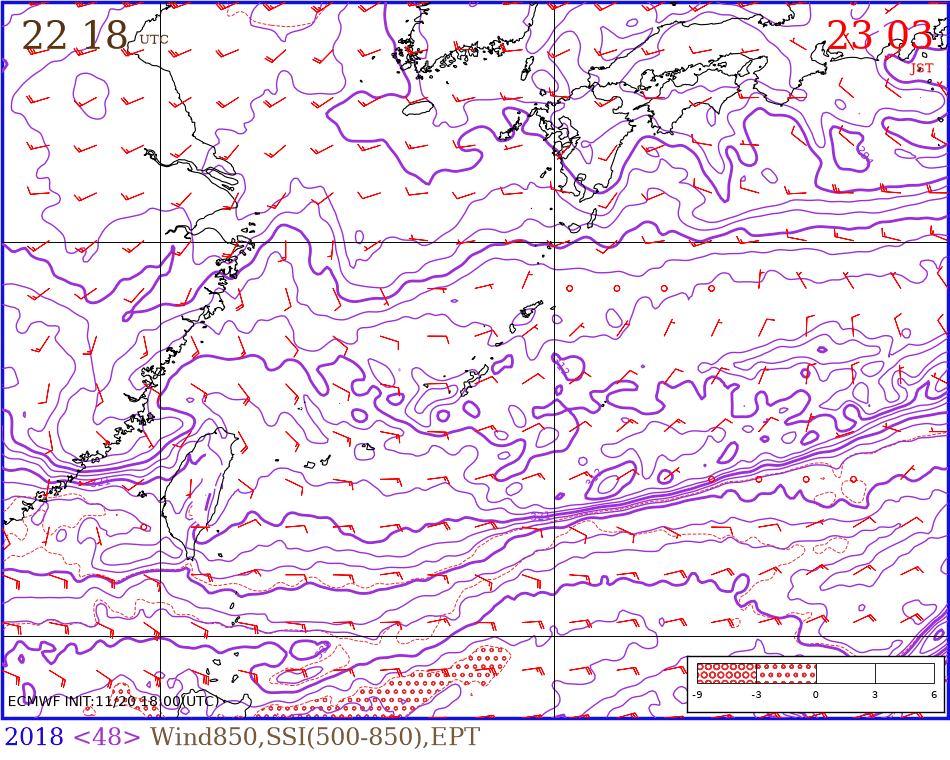 22 18 UTC
23 03 JST
-9 -3 0 3 6
ECMWF INIT:11/20 18:00(UTC)
2018 <48> Wind850,SSI(500-850),EPT